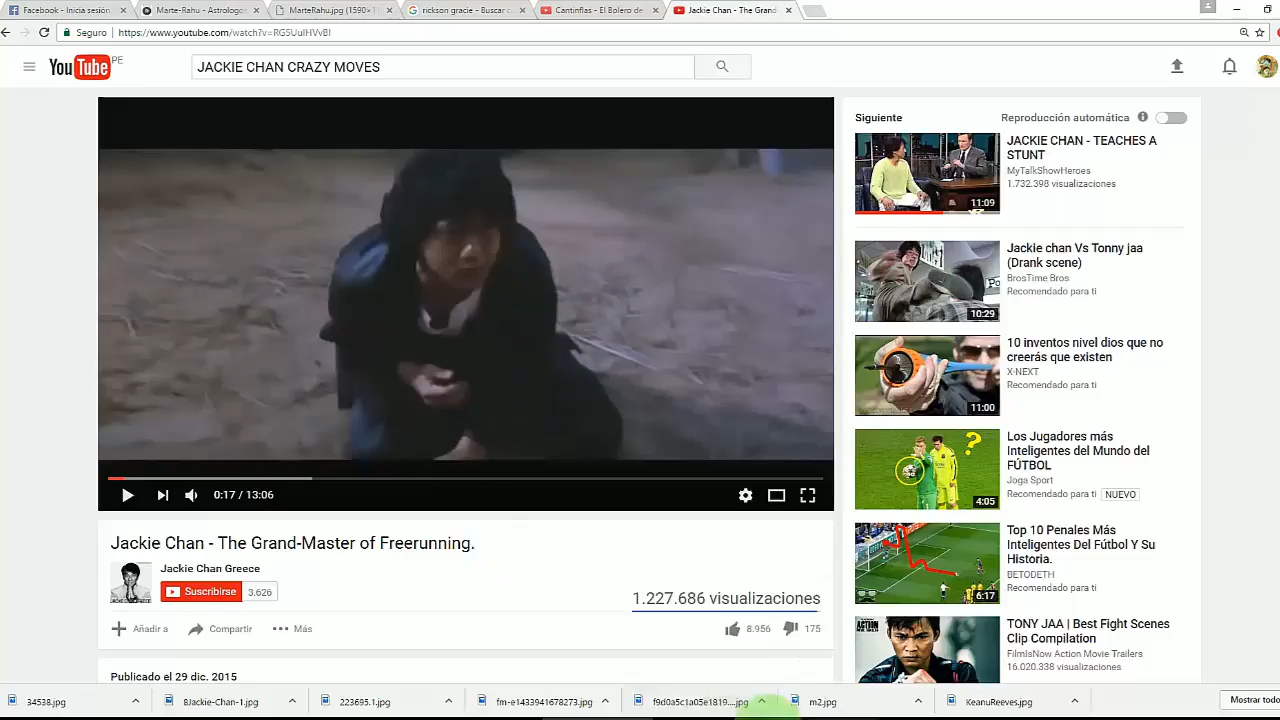 Facebook - Inicia sesión
Marte-Rahu - Astrologo
MarteRahu.jpg (1590×1
rickson gracie - Buscar c
Cantinflas - El Bolero de
Jackie Chan - The Grand
Seguro
https://www.youtube.com/watch?v=RG5UulHVvBI
YouTube PE
JACKIE CHAN CRAZY MOVES
Siguiente
Reproducción automática
JACKIE CHAN - TEACHES A
STUNT
MyTalkShowHeroes
1.732.398 visualizaciones
11:09
Jackie chan Vs Tonny jaa
(Drank scene)
BrosTime Bros
Recomendado para ti
10:29
10 inventos nivel dios que no
creerás que existen
X-NEXT
Recomendado para ti
11:00
Los Jugadores más
Inteligentes del Mundo del
FÚTBOL
Joga Sport
Recomendado para ti NUEVO
?
4:05
Top 10 Penales Más
Inteligentes Del Fútbol Y Su
Historia.
BETODETH
Recomendado para ti
6:17
TONY JAA | Best Fight Scenes
Clip Compilation
FilmIsNow Action Movie Trailers
16.020.338 visualizaciones
ACTION
0:17 / 13:06
Jackie Chan - The Grand-Master of Freerunning.
Jackie Chan Greece
Suscribirse 3.626
1.227.686 visualizaciones
Añadir a
Compartir
Más
8.956
175
Publicado el 29 dic. 2015
34538.jpg
8Jackie-Chan-1.jpg
223695.1.jpg
fm-e1433941678273.jpg
f9d0a5c1a05e1819....jpg
m2.jpg
KeanuReeves.jpg
Mostrar todo